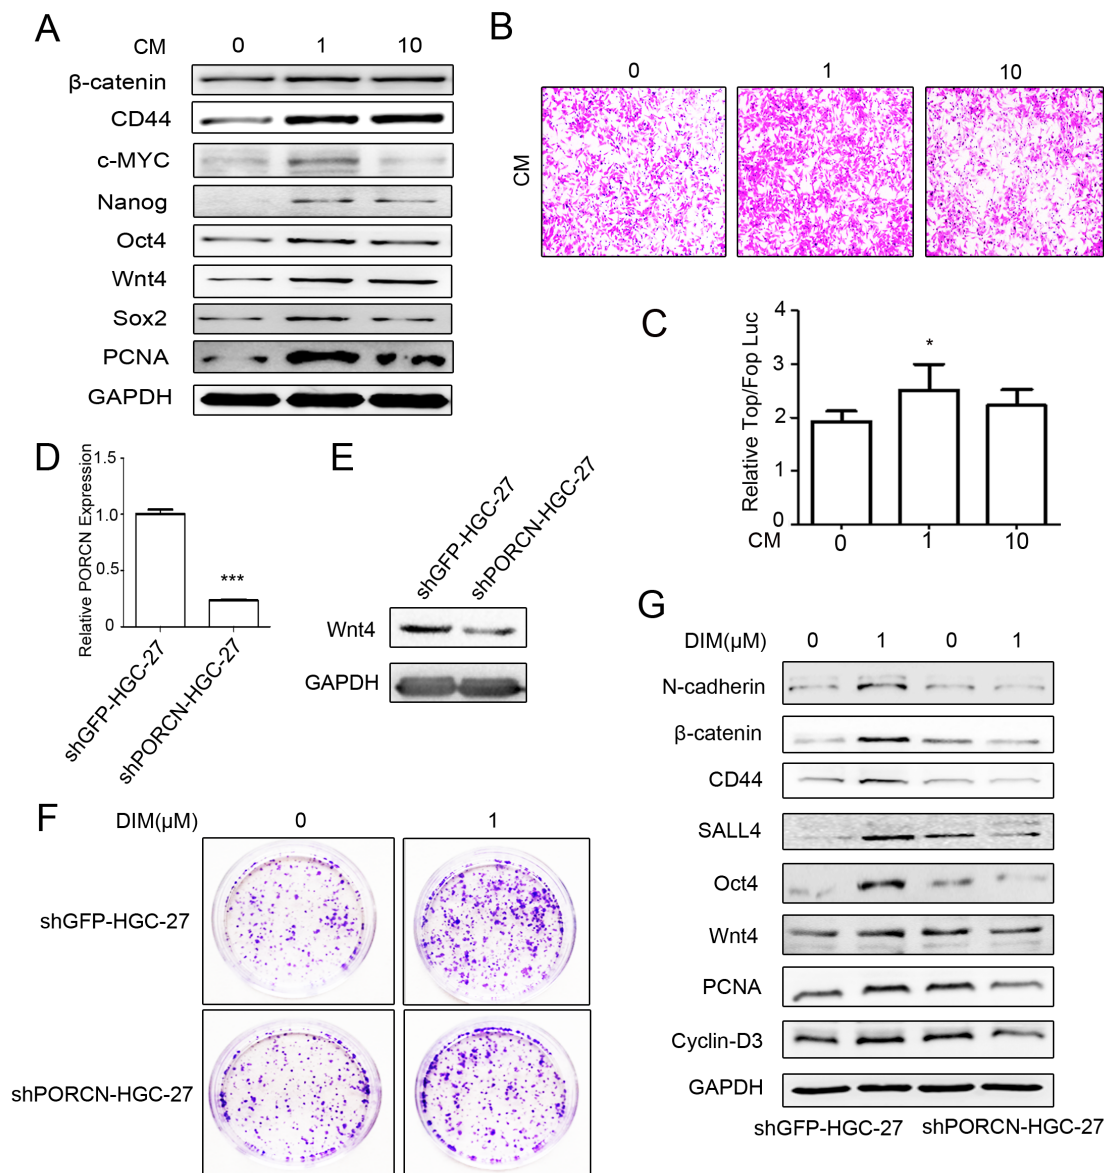 A
CM 0 1 10
β-catenin
CD44
c-MYC
Nanog
Oct4
Wnt4
Sox2
PCNA
GAPDH
B
0 1 10
CM
C
Relative Top/Fop Luc
4
3
2
1
0
*
CM 0 1 10
D
Relative PORCN Expression
1.5
1.0
0.5
0
***
shGFP-HGC-27
shPORCN-HGC-27
E
shGFP-HGC-27
shPORCN-HGC-27
Wnt4
GAPDH
F
DIM(μM) 0 1
shGFP-HGC-27
shPORCN-HGC-27
G
DIM(μM) 0 1 0 1
N-cadherin
β-catenin
CD44
SALL4
Oct4
Wnt4
PCNA
Cyclin-D3
GAPDH
shGFP-HGC-27 shPORCN-HGC-27